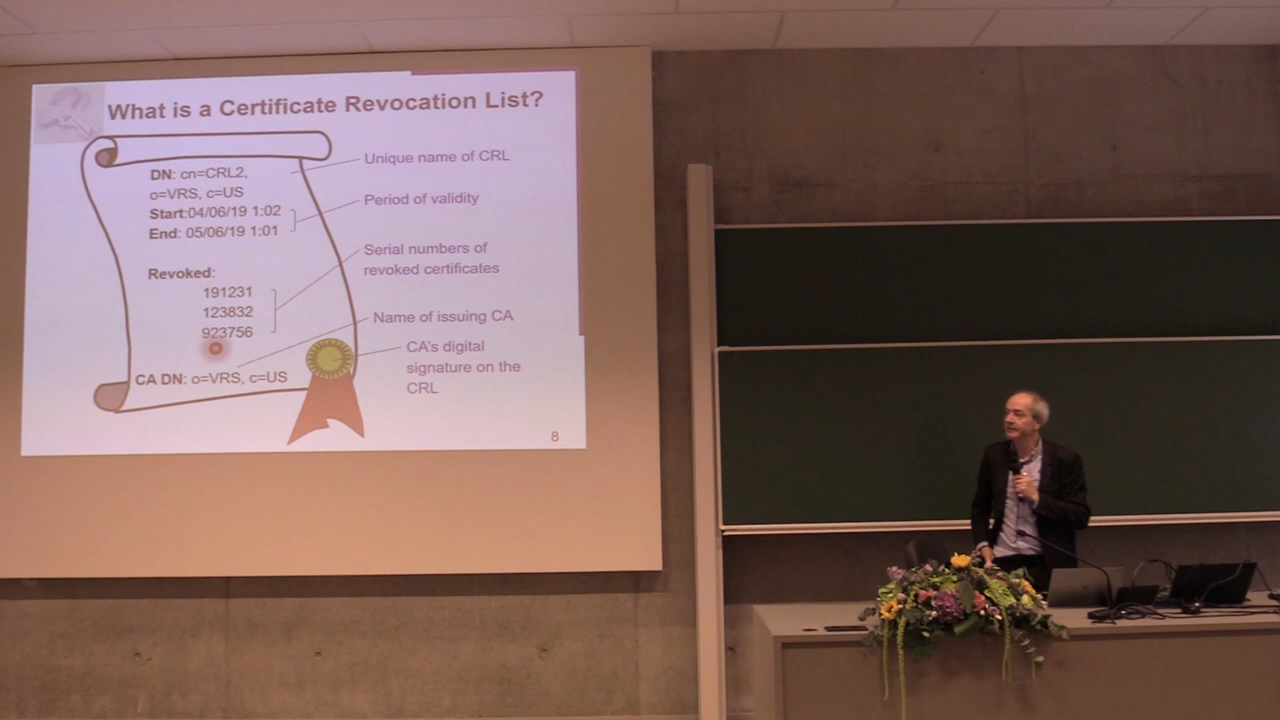 What is a Certificate Revocation List?
DN: cn=CRL2,
o=VRS, c=US
Start:04/06/19 1:02
End: 05/06/19 1:01
Revoked:
191231
123832
923756
CA DN: o=VRS, c=US
Unique name of CRL
Period of validity
Serial numbers of
revoked certificates
Name of issuing CA
CA's digital
signature on the
CRL
8